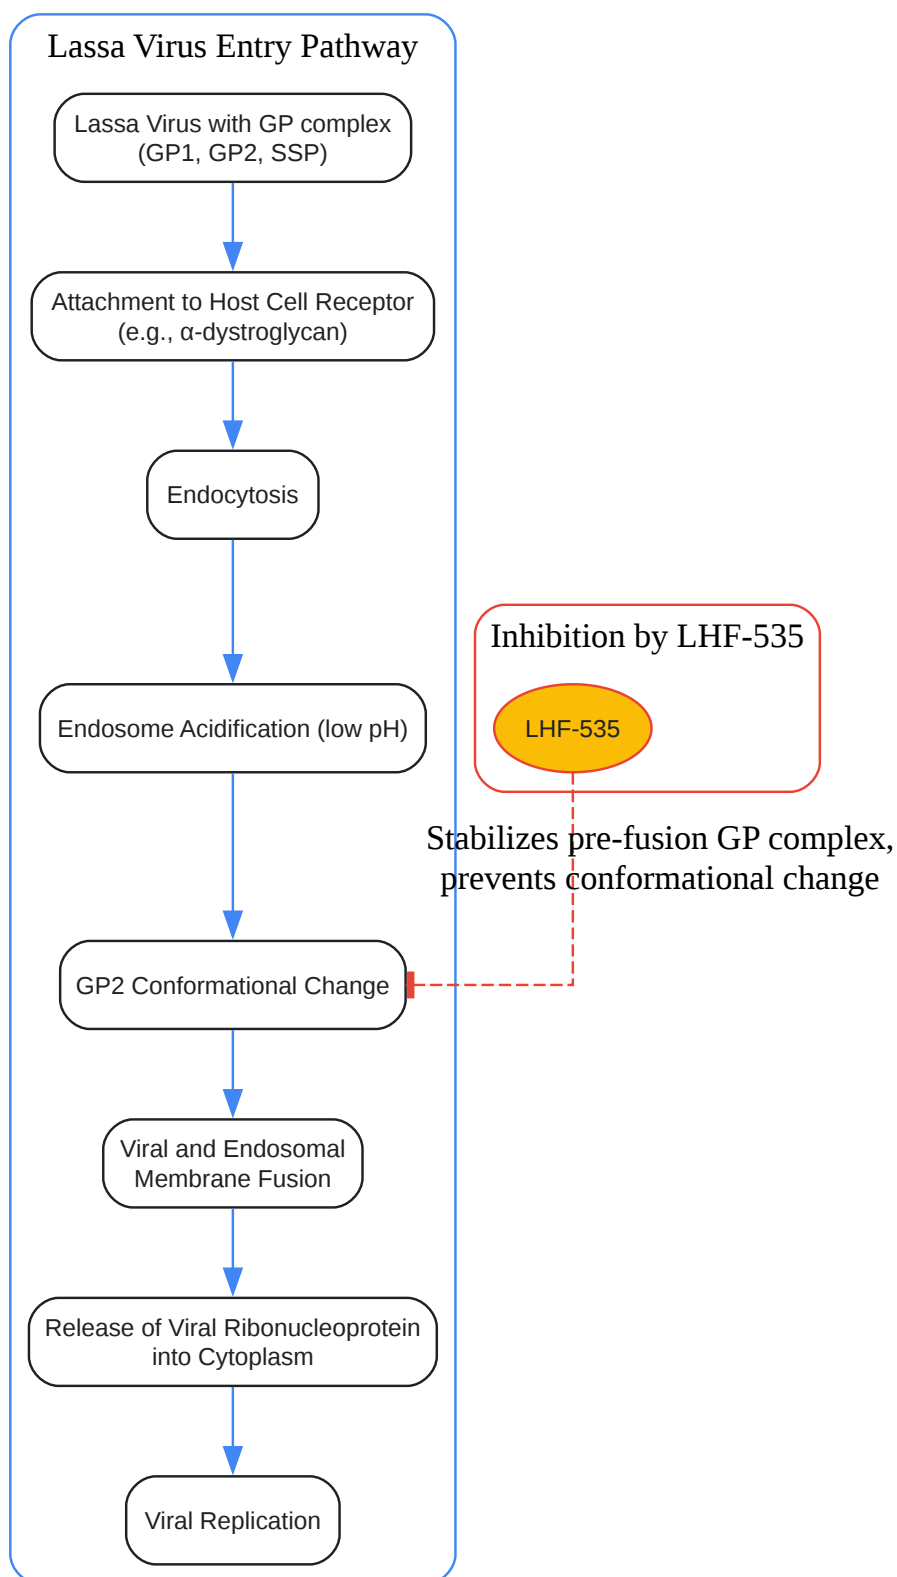 Lassa Virus Entry Pathway
Lassa Virus with GP complex
(GP1, GP2, SSP)
Attachment to Host Cell Receptor
(e.g., α-dystroglycan)
Endocytosis
Endosome Acidification (low pH)
Inhibition by LHF-535
LHF-535
Stabilizes pre-fusion GP complex,
prevents conformational change
GP2 Conformational Change
Viral and Endosomal
Membrane Fusion
Release of Viral Ribonucleoprotein
into Cytoplasm
Viral Replication